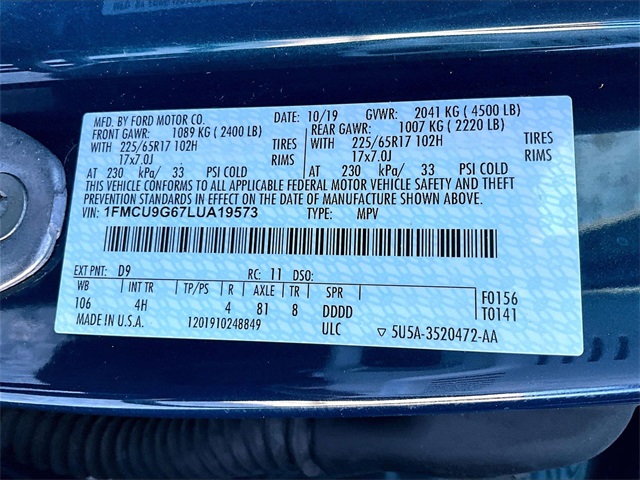 MFD. BY FORD MOTOR CO. DATE: 10/19 GVWR: 2041 KG ( 4500 LB)
FRONT GAWR: 1089 KG ( 2400 LB) REAR GAWR: 1007 KG ( 2220 LB)
WITH 225/65R17 102H TIRES WITH 225/65R17 102H TIRES
17x7.0J RIMS 17x7.0J RIMS
AT 230 kPa/ 33 PSI COLD AT 230 kPa/ 33 PSI COLD
THIS VEHICLE CONFORMS TO ALL APPLICABLE FEDERAL MOTOR VEHICLE SAFETY AND THEFT
PREVENTION STANDARDS IN EFFECT ON THE DATE OF MANUFACTURE SHOWN ABOVE.
VIN: 1FMCU9G67LUA19573 TYPE: MPV
EXT PNT: D9 RC: 11 DSO:
WB INT TR TP/PS R AXLE TR SPR F0156
106 4H 4 81 8 DDDD T0141
MADE IN U.S.A. 1201910248849 ULC ▽ 5U5A-3520472-AA